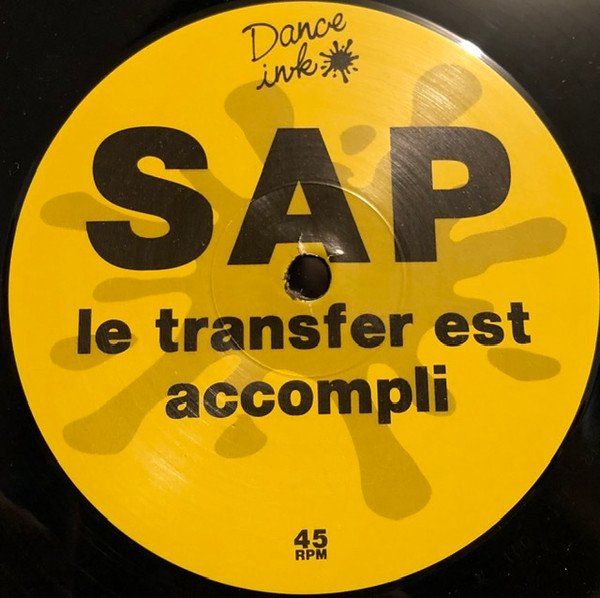 Dance
ink
SAP
le transfer est
accompli
45
RPM